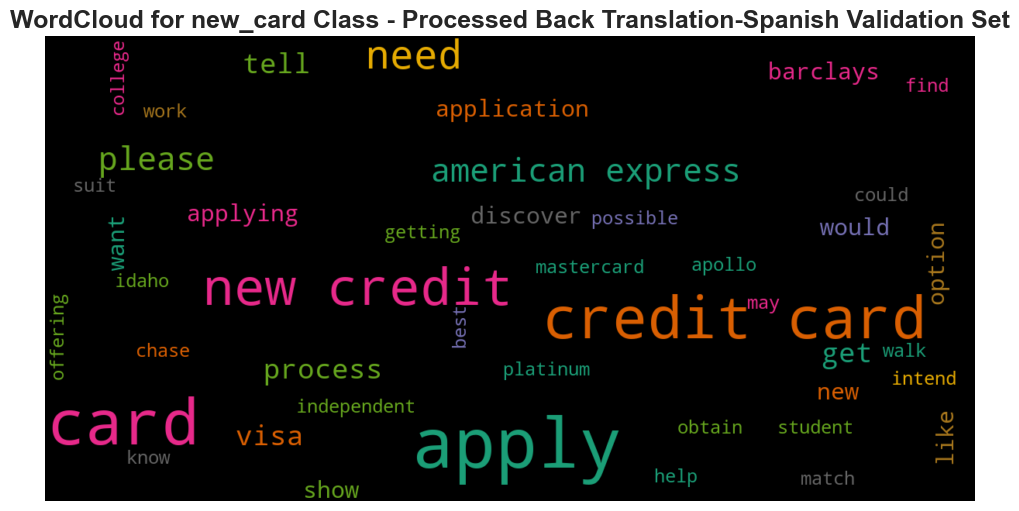 WordCloud for new_card Class - Processed Back Translation-Spanish Validation Set
college
tell
need
barclays
find
work
application
please
american express
suit
could
applying
discover
possible
would
want
getting
option
idaho
new credit
mastercard
apollo
may
offering
best
credit card
chase
process
platinum
get
walk
intend
new
card
independent
visa
apply
obtain
student
like
know
show
help
match